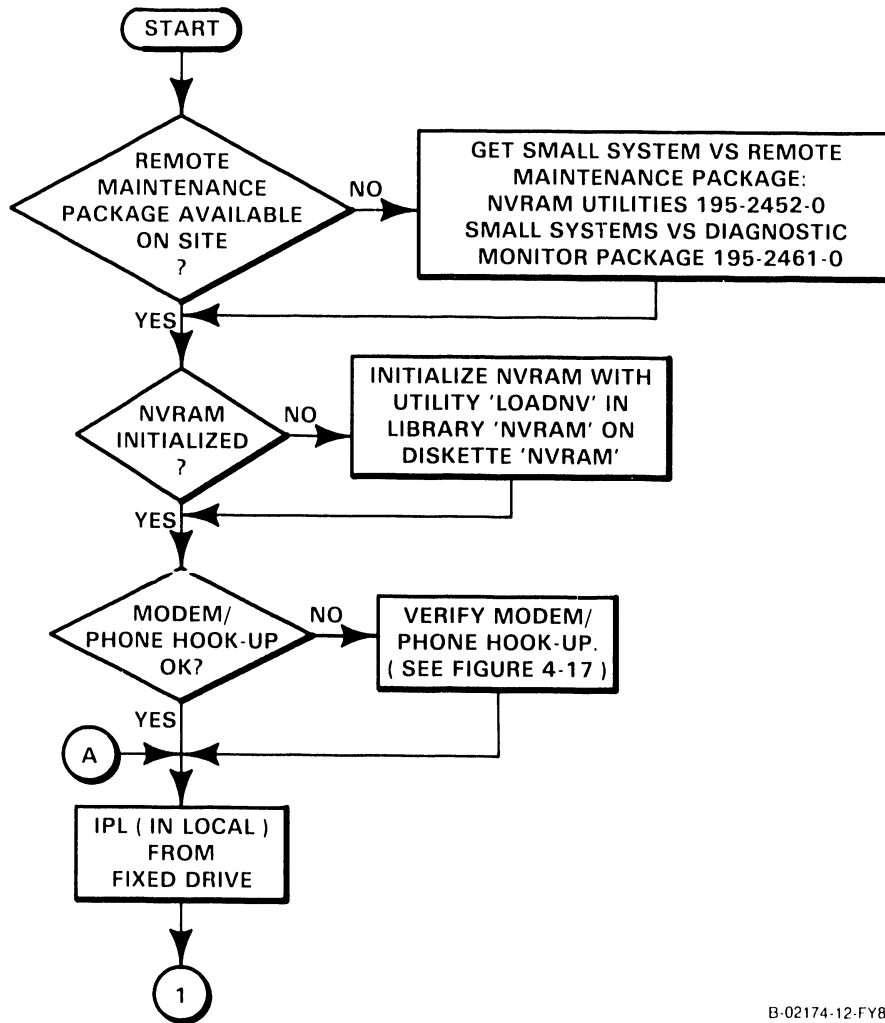 START
REMOTE
MAINTENANCE
PACKAGE AVAILABLE
ON SITE
?
NO
GET SMALL SYSTEM VS REMOTE
MAINTENANCE PACKAGE:
NVRAM UTILITIES 195-2452-0
SMALL SYSTEMS VS DIAGNOSTIC
MONITOR PACKAGE 195-2461-0
YES
NVRAM
INITIALIZED
?
NO
INITIALIZE NVRAM WITH
UTILITY 'LOADNV' IN
LIBRARY 'NVRAM' ON
DISKETTE 'NVRAM'
YES
MODEM/
PHONE HOOK-UP
OK?
NO
VERIFY MODEM/
PHONE HOOK-UP.
( SEE FIGURE 4-17 )
YES
A
IPL ( IN LOCAL )
FROM
FIXED DRIVE
1
B-02174-12-FY8